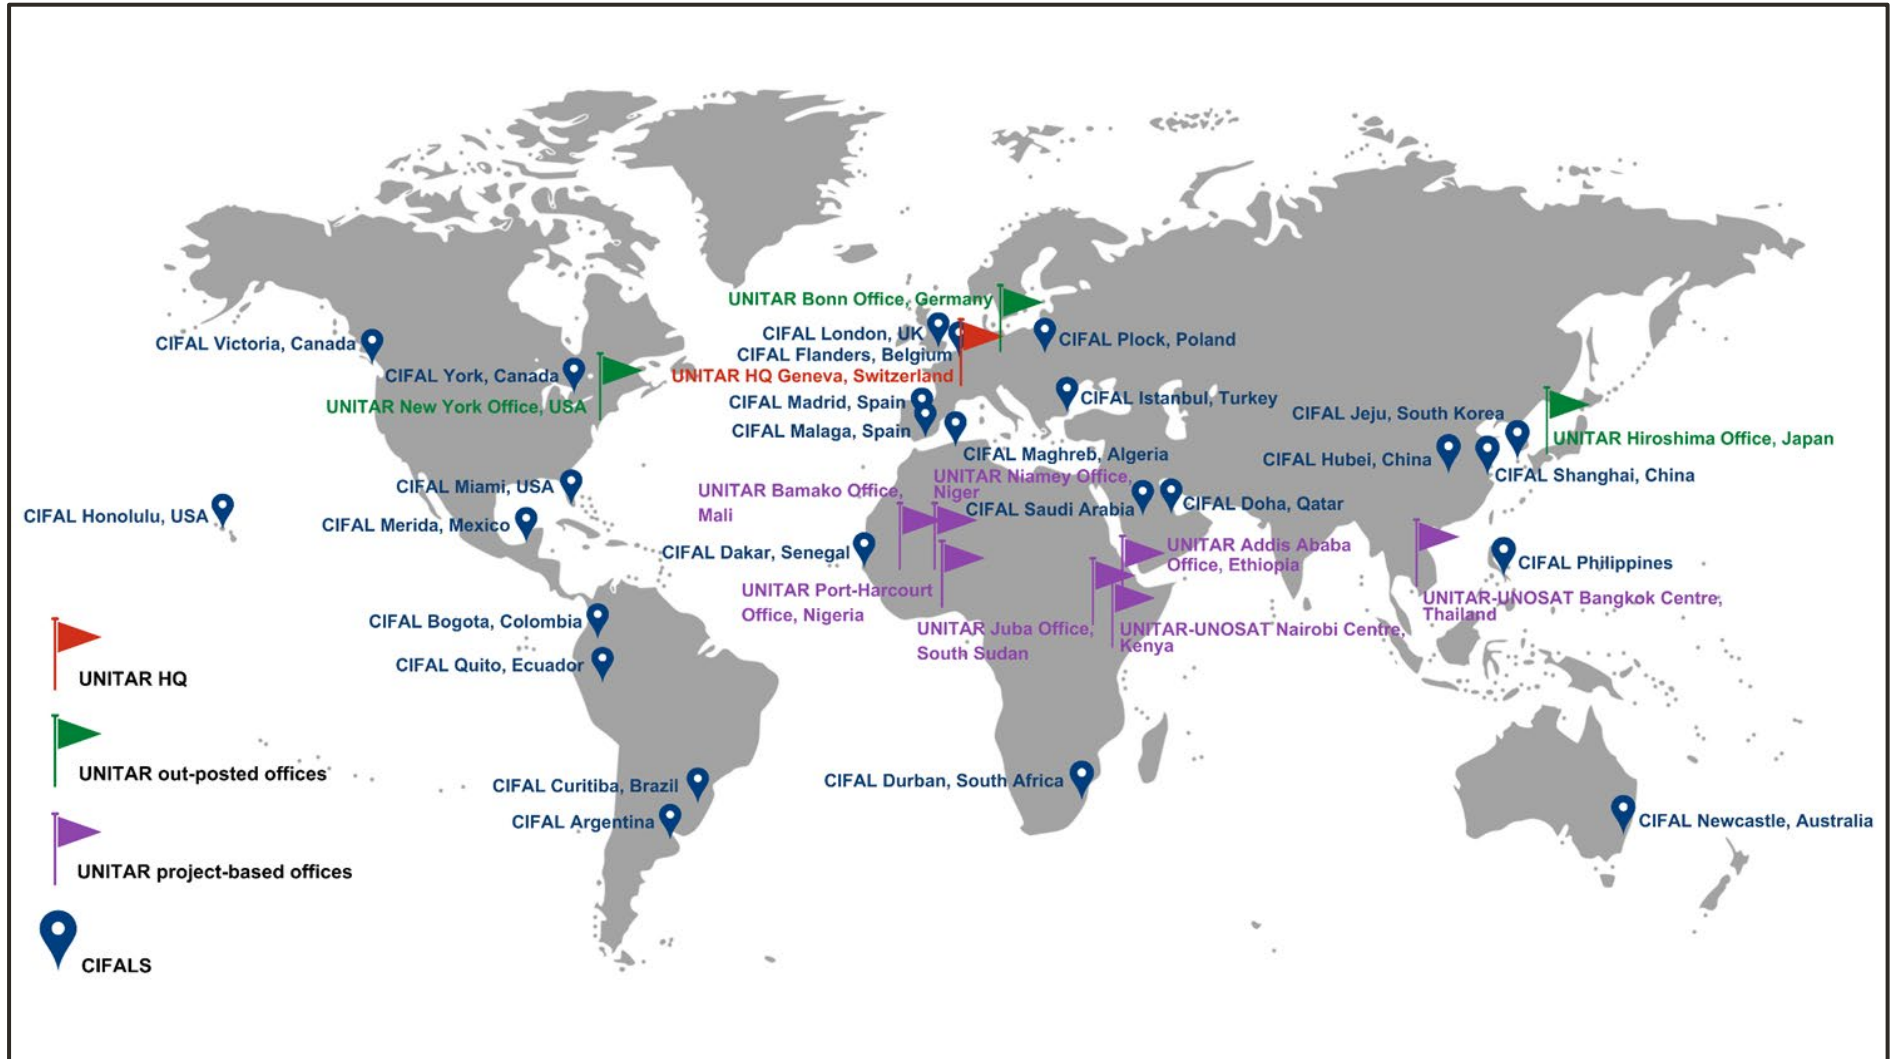 UNITAR Bonn Office, Germany
CIFAL London, UK
CIFAL Plock, Poland
CIFAL Victoria, Canada
CIFAL Flanders, Belgium
CIFAL York, Canada
UNITAR HQ Geneva, Switzerland
CIFAL Istanbul, Turkey
CIFAL Madrid, Spain
UNITAR New York Office, USA
CIFAL Jeju, South Korea
CIFAL Malaga, Spain
UNITAR Hiroshima Office, Japan
CIFAL Maghreb, Algeria
CIFAL Hubei, China
CIFAL Shanghai, China
UNITAR Niamey Office,
Niger
CIFAL Miami, USA
UNITAR Bamako Office,
Mali
CIFAL Saudi Arabia
CIFAL Doha, Qatar
CIFAL Honolulu, USA
CIFAL Merida, Mexico
CIFAL Dakar, Senegal
UNITAR Addis Ababa
Office, Ethiopia
CIFAL Philippines
UNITAR Port-Harcourt
Office, Nigeria
UNITAR-UNOSAT Bangkok Centre,
Thailand
CIFAL Bogota, Colombia
UNITAR Juba Office,
South Sudan
UNITAR-UNOSAT Nairobi Centre,
Kenya
CIFAL Quito, Ecuador
UNITAR HQ
UNITAR out-posted offices
CIFAL Curitiba, Brazil
CIFAL Durban, South Africa
CIFAL Argentina
CIFAL Newcastle, Australia
UNITAR project-based offices
CIFALS